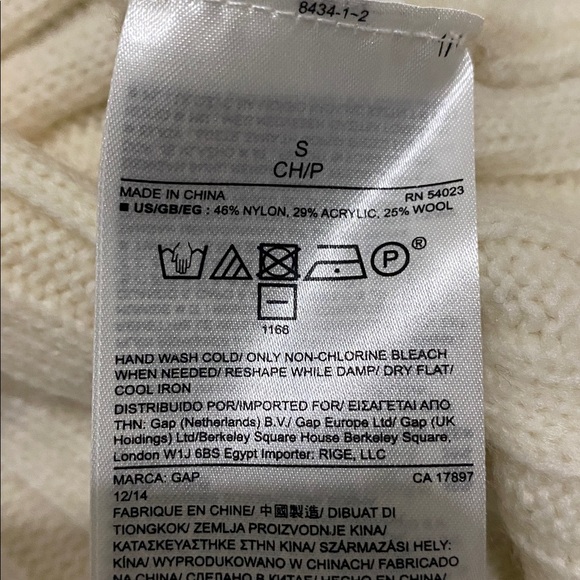 8434-1-2
S
CH/P
MADE IN CHINA RN 54023
■ US/GB/EG : 46% NYLON, 29% ACRYLIC, 25% WOOL
P ®
1166
HAND WASH COLD/ ONLY NON-CHLORINE BLEACH
WHEN NEEDED/ RESHAPE WHILE DAMP/ DRY FLAT/
COOL IRON
DISTRIBUIDO POR/IMPORTED FOR/ ΕΙΣΑΓΕΤΑΙ ΑΠΟ
ΤΗΝ: Gap (Netherlands) B.V./ Gap Europe Ltd/ Gap (UK
Holdings) Ltd/Berkeley Square House Berkeley Square,
London W1J 6BS Egypt Importer: RIGE, LLC
MARCA: GAP CA 17897
12/14
FABRIQUÉ EN CHINE/ 中國製造/ DIBUAT DI
TIONGKOK/ ZEMLJA PROIZVODNJE KINA/
ΚΑΤΑΣΚΕΥΑΣΤΗΚΕ ΣΤΗΝ ΚΙΝΑ/ SZÁRMAZÁSI HELY:
KÍNA/ WYPRODUKOWANO W CHINACH/ FABRICADO
NA CHINA/ СДЕЛАНО В КИТАЕ/ HECHO EN CHINA/